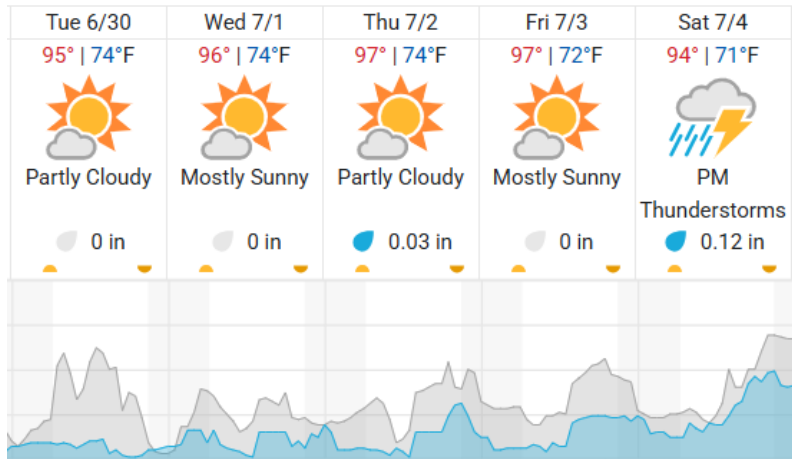 Tue 6/30 Wed 7/1 Thu 7/2 Fri 7/3 Sat 7/4
95° | 74°F 96° | 74°F 97° | 74°F 97° | 72°F 94° | 71°F
Partly Cloudy Mostly Sunny Partly Cloudy Mostly Sunny PM
Thunderstorms
0 in 0 in 0.03 in 0 in 0.12 in